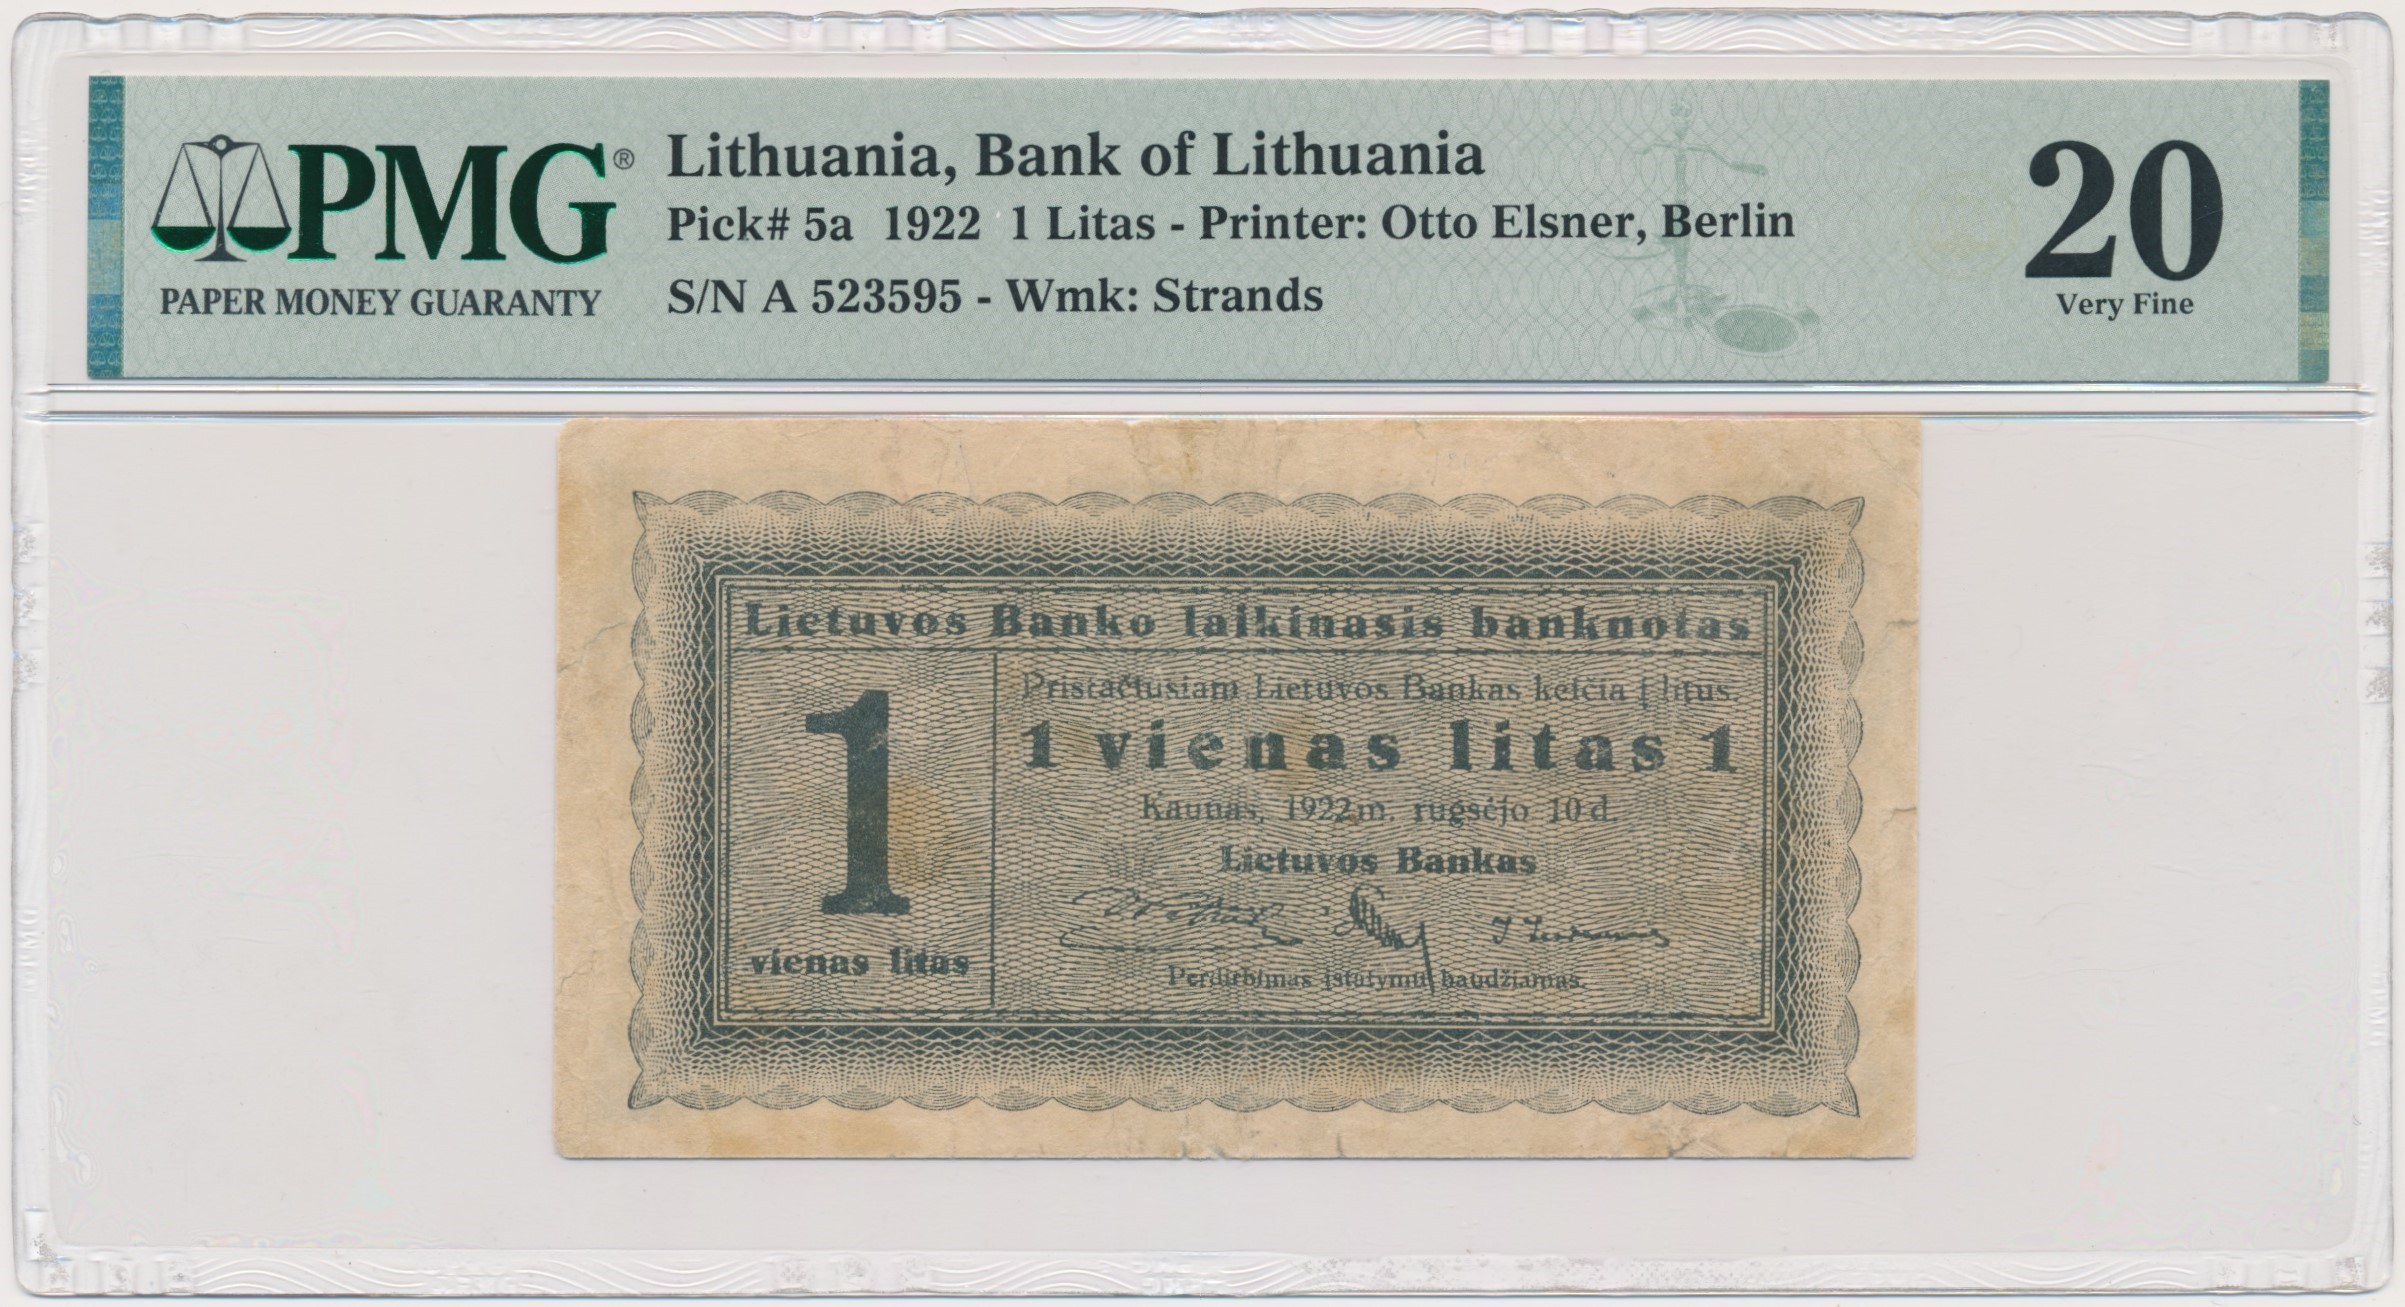 PMG®
PAPER MONEY GUARANTY
Lithuania, Bank of Lithuania
Pick# 5a 1922 1 Litas - Printer: Otto Elsner, Berlin
S/N A 523595 - Wmk: Strands
20
Very Fine
Lietuvos Banko laikinasis banknotas
1
vienas litas
Pristačiusiam Lietuvos Bankas keičia į litus.
1 vienas litas 1
Kaunas, 1922 m. rugsėjo 10 d.
Lietuvos Bankas
Perdirbimas įstatymu baudžiamas.